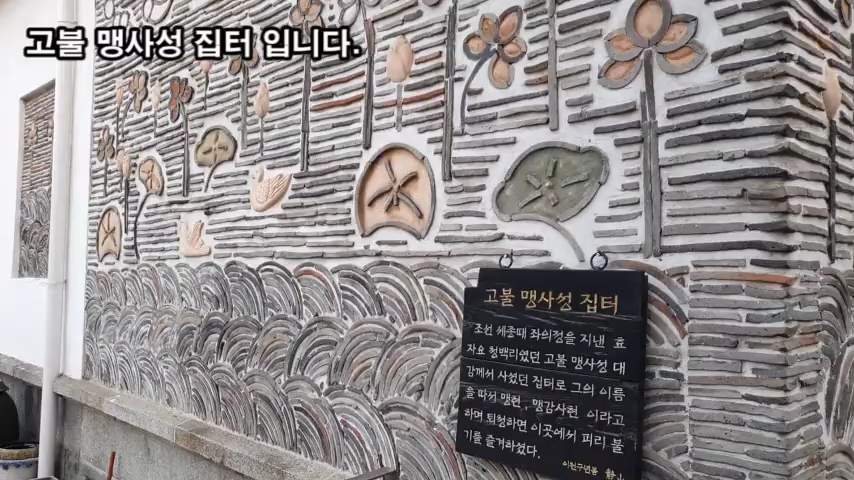 고불 맹사성 집터 입니다.
고불 맹사성 집터
조선 세종때 좌의정을 지낸 효
자요 청백리였던 고불 맹사성 대
감께서 사셨던 집터로 그의 이름
을 따서 맹현, 맹감사현 이라고
하며 퇴청하면 이곳에서 피리 불
기를 즐겨하셨다.